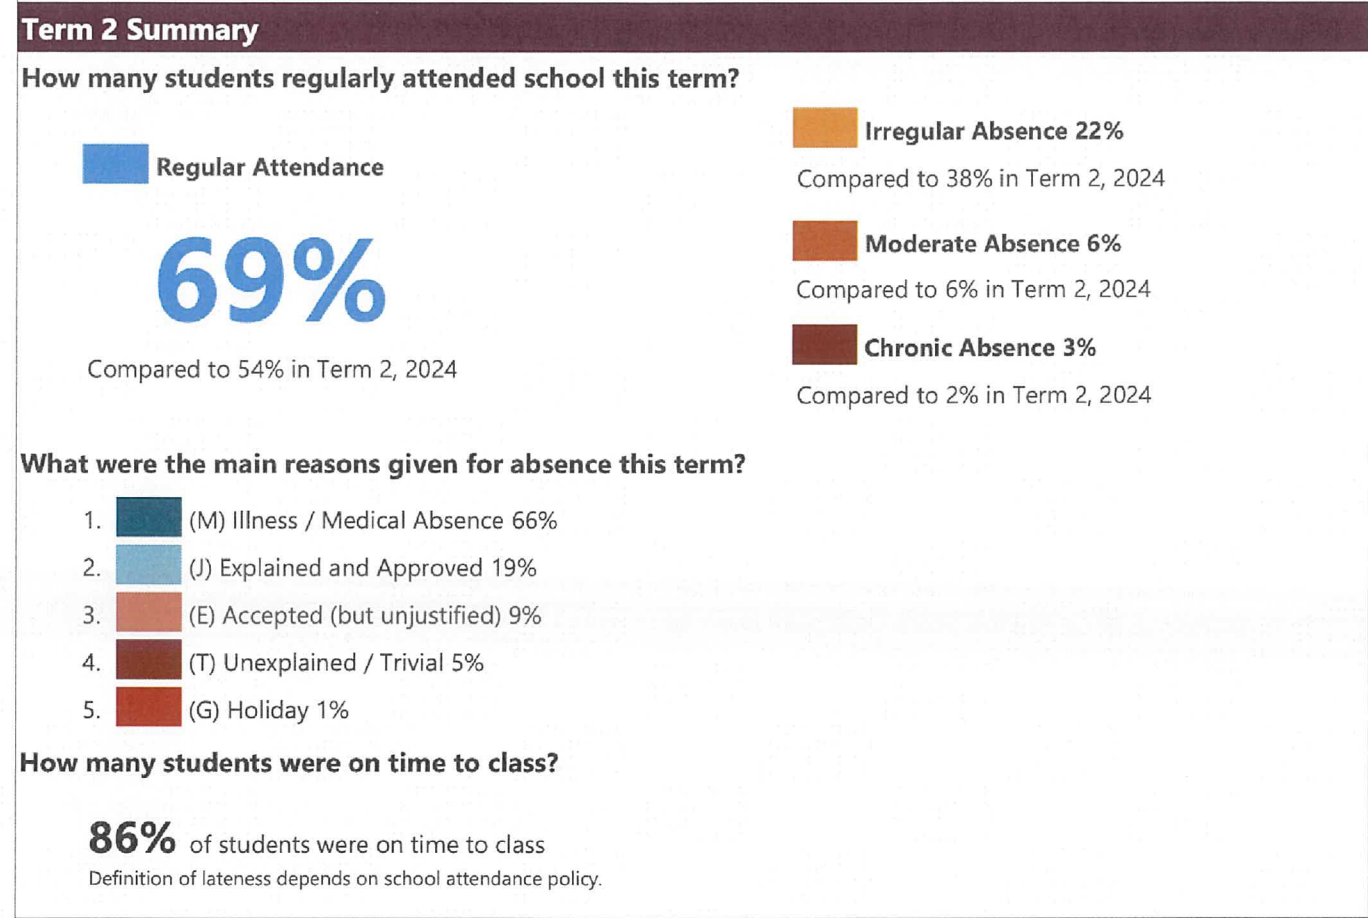 Term 2 Summary
How many students regularly attended school this term?
Regular Attendance
69%
Compared to 54% in Term 2, 2024
Irregular Absence 22%
Compared to 38% in Term 2, 2024
Moderate Absence 6%
Compared to 6% in Term 2, 2024
Chronic Absence 3%
Compared to 2% in Term 2, 2024
What were the main reasons given for absence this term?
1. (M) Illness / Medical Absence 66%
2. (J) Explained and Approved 19%
3. (E) Accepted (but unjustified) 9%
4. (T) Unexplained / Trivial 5%
5. (G) Holiday 1%
How many students were on time to class?
86% of students were on time to class
Definition of lateness depends on school attendance policy.